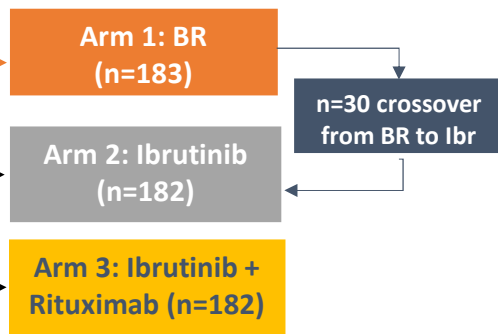 Arm 1: BR
(n=183)
n=30 crossover
from BR to Ibr
Arm 2: Ibrutinib
(n=182)
Arm 3: Ibrutinib +
Rituximab (n=182)